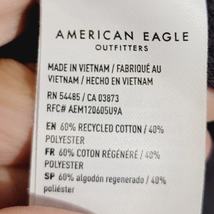 AMERICAN EAGLE
OUTFITTERS
MADE IN VIETNAM / FABRIQUÉ AU
VIETNAM / HECHO EN VIETNAM
RN 54485 / CA 03873
RFC# AEM120605U9A
EN 60% RECYCLED COTTON / 40%
POLYESTER
FR 60% COTON RÉGÉNÉRÉ / 40%
POLYESTER
SP 60% algodón regenerado / 40%
poliéster